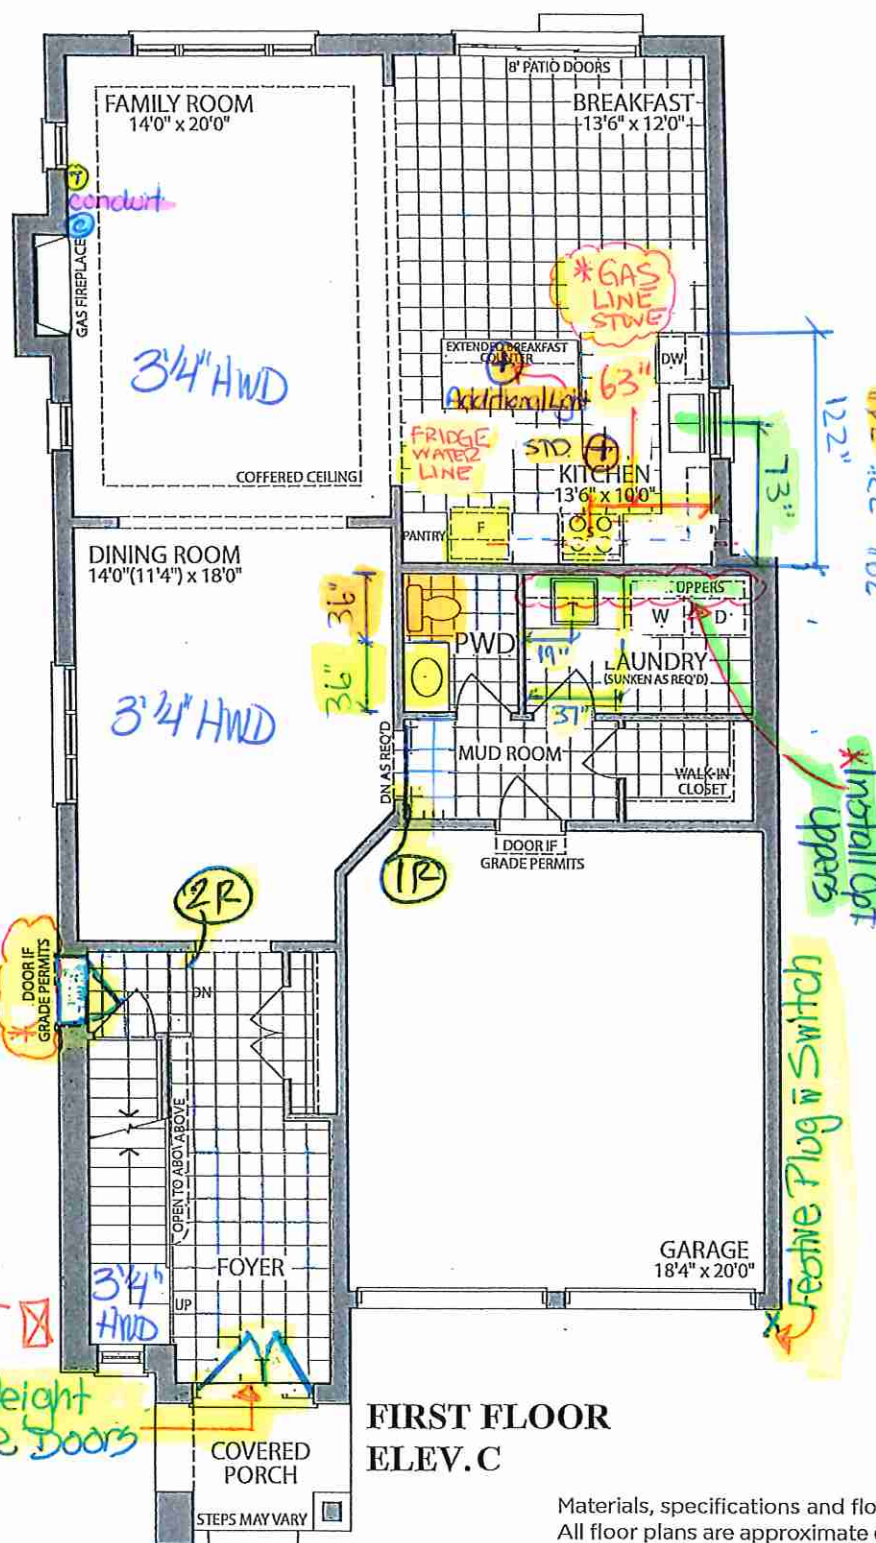 8' PATIO DOORS
FAMILY ROOM
14'0" x 20'0"
BREAKFAST
13'6" x 12'0"
T
conduit
C
GAS FIREPLACE
* GAS
LINE
STOVE
3'4" HWD
EXTENDED BREAKFAST
COUNTER
DW
63"
Additional Light
122"
FRIDGE
WATER
LINE
STD.
73"
COFFERED CEILING
KITCHEN
13'6" x 10'0"
PANTRY
F
S
DINING ROOM
14'0"(11'4") x 18'0"
36"
36"
PWD
UPPERS
W
D
19"
LAUNDRY
(SUNKEN AS REQ'D)
37"
3'4" HWD
DN AS REQ'D
MUD ROOM
WALK-IN
CLOSET
*Install Opt
uppers
DOOR IF
GRADE PERMITS
1R
2R
* DOOR IF
GRADE PERMITS
DN
OPEN TO ABOVE
Festive Plug w Switch
FOYER
GARAGE
18'4" x 20'0"
3'4"
HWD
UP
X
Height
Doors
COVERED
PORCH
STEPS MAY VARY
FIRST FLOOR
ELEV. C
Materials, specifications and flo
All floor plans are approximate